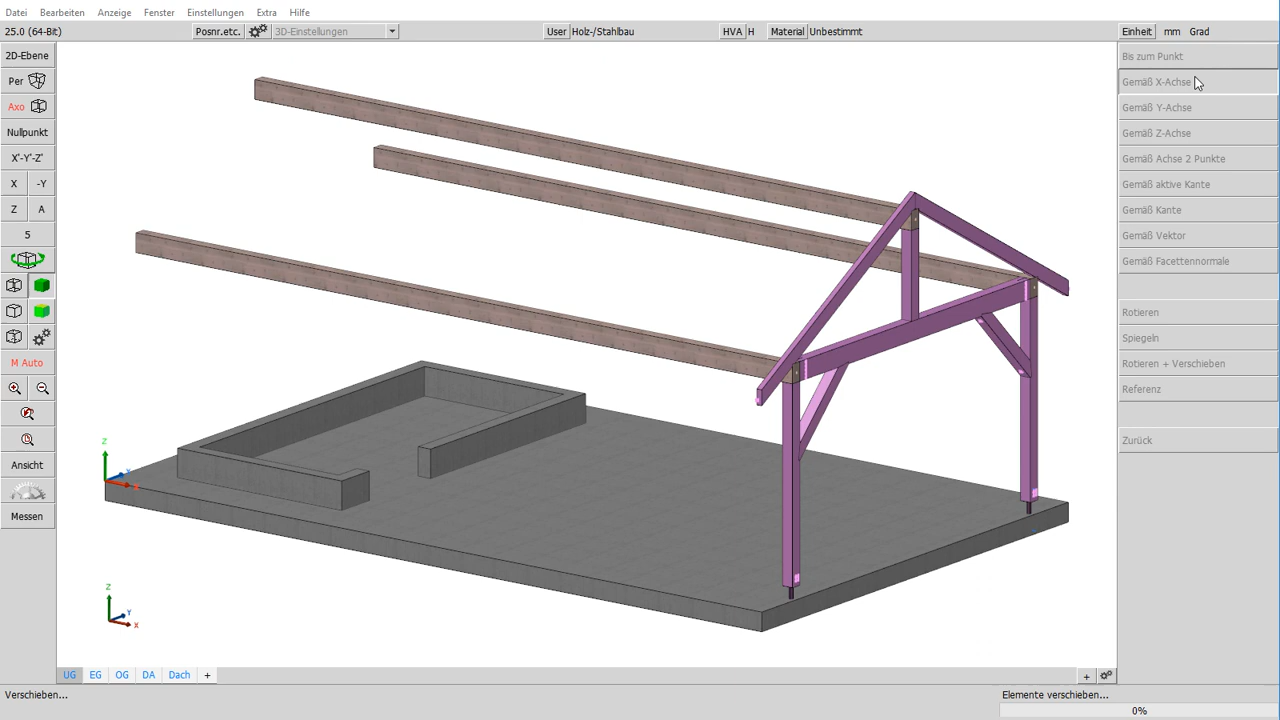 Datei Bearbeiten Anzeige Fenster Einstellungen Extra Hilfe
25.0 (64-Bit) Posnr.etc. 3D-Einstellungen User Holz-/Stahlbau HVA H Material Unbestimmt Einheit mm Grad
2D-Ebene
Per
Axo
Nullpunkt
X'-Y'-Z'
X -Y
Z A
5
M Auto
Ansicht
Messen
Bis zum Punkt
Gemäß X-Achse
Gemäß Y-Achse
Gemäß Z-Achse
Gemäß Achse 2 Punkte
Gemäß aktive Kante
Gemäß Kante
Gemäß Vektor
Gemäß Facettennormale
Rotieren
Spiegeln
Rotieren + Verschieben
Referenz
Zurück
Z
Z
Y
X
UG EG OG DA Dach + +
Verschieben... Elemente verschieben...
0%